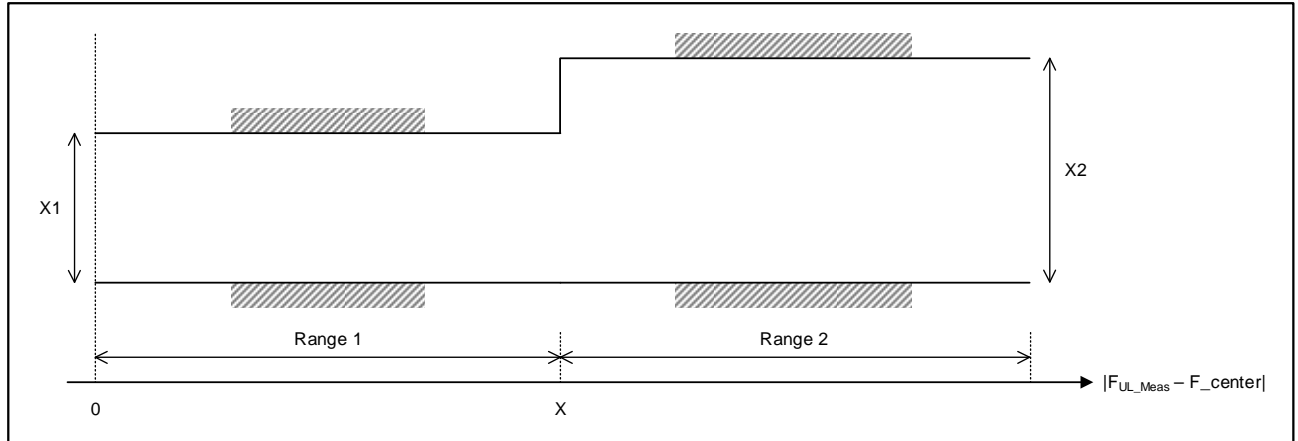 X1
X2
Range 1
Range 2
|F_UL_Meas – F_center|
0
X